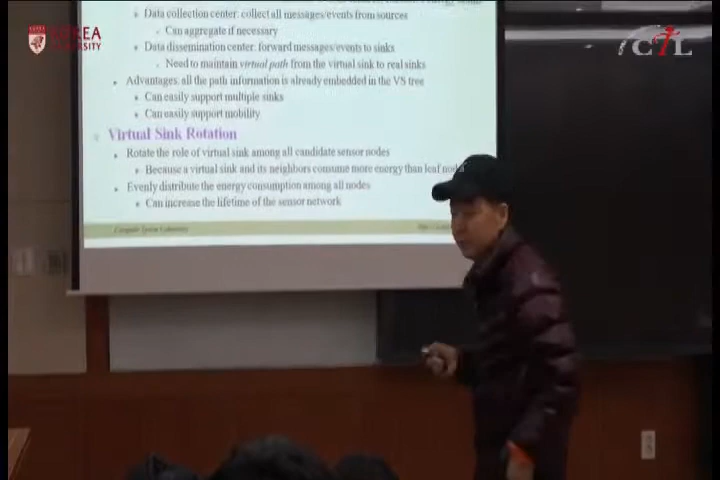 KOREA
UNIVERSITY
CTL
Data collection center: collect all messages/events from sources
Can aggregate if necessary
Data dissemination center: forward messages/events to sinks
Need to maintain virtual path from the virtual sink to real sinks
Advantages: all the path information is already embedded in the VS tree
Can easily support multiple sinks
Can easily support mobility
Virtual Sink Rotation
Rotate the role of virtual sink among all candidate sensor nodes
Because a virtual sink and its neighbors consume more energy than leaf nodes
Evenly distribute the energy consumption among all nodes
Can increase the lifetime of the sensor network